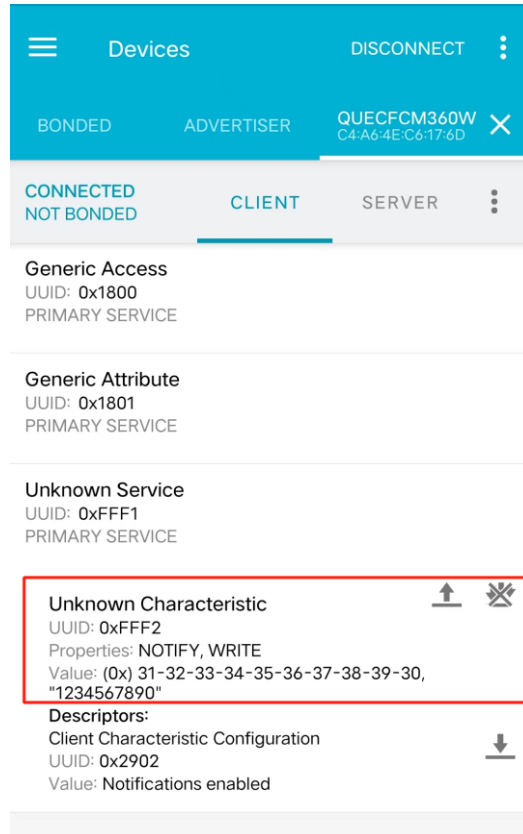 Devices DISCONNECT
BONDED ADVERTISER QUECFCM360W
C4:A6:4E:C6:17:6D
CONNECTED
NOT BONDED CLIENT SERVER
Generic Access
UUID: 0x1800
PRIMARY SERVICE
Generic Attribute
UUID: 0x1801
PRIMARY SERVICE
Unknown Service
UUID: 0xFFF1
PRIMARY SERVICE
Unknown Characteristic
UUID: 0xFFF2
Properties: NOTIFY, WRITE
Value: (0x) 31-32-33-34-35-36-37-38-39-30,
"1234567890"
Descriptors:
Client Characteristic Configuration
UUID: 0x2902
Value: Notifications enabled